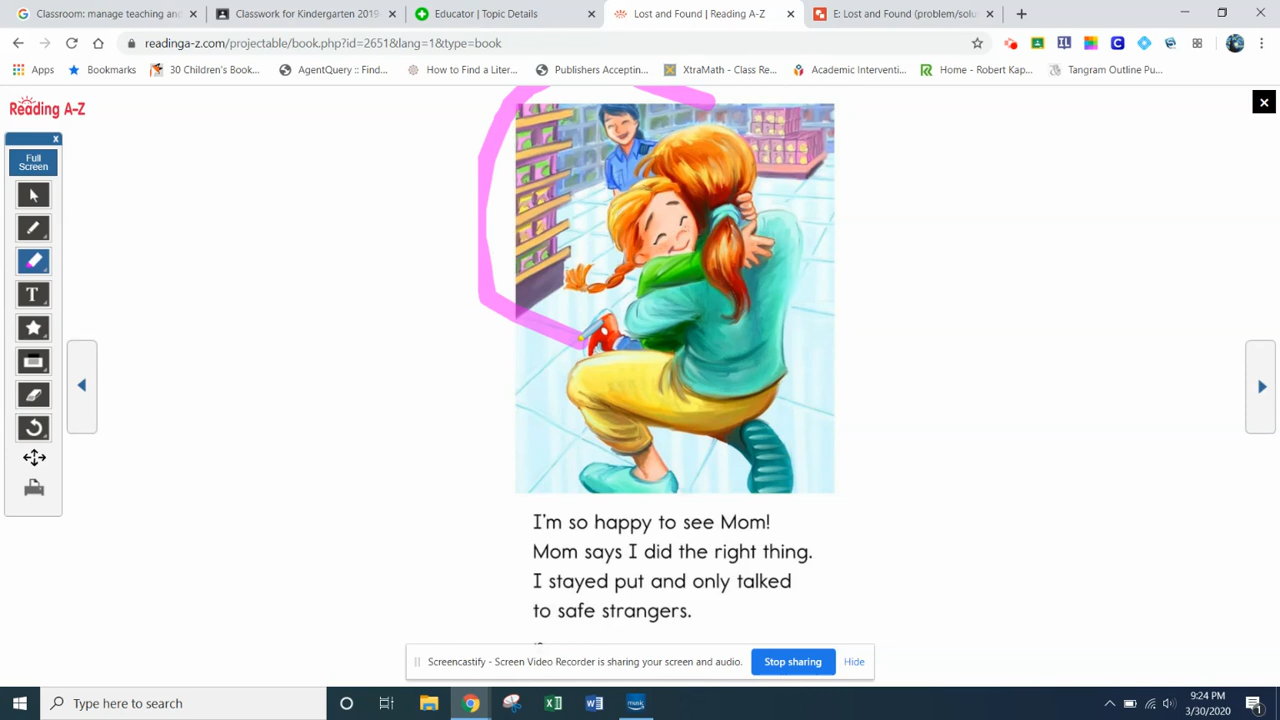 Classroom: manage teaching and
Classwork for Kindergarten 2019
Educator | Topic Details
Lost and Found | Reading A-Z
E: Lost and Found (problem/solu
readinga-z.com/projectable/book.php?id=2651&lang=1&type=book
Apps
Bookmarks
30 Children's Book...
AgentQuery :: Find...
How to Find a Liter...
Publishers Acceptin...
XtraMath - Class Re...
Academic Interventi...
Home - Robert Kap...
Tangram Outline Pu...
Reading A-Z
x
Full
Screen
T
I'm so happy to see Mom!
Mom says I did the right thing.
I stayed put and only talked
to safe strangers.
Screencastify - Screen Video Recorder is sharing your screen and audio.
Stop sharing
Hide
Type here to search
music
9:24 PM
3/30/2020